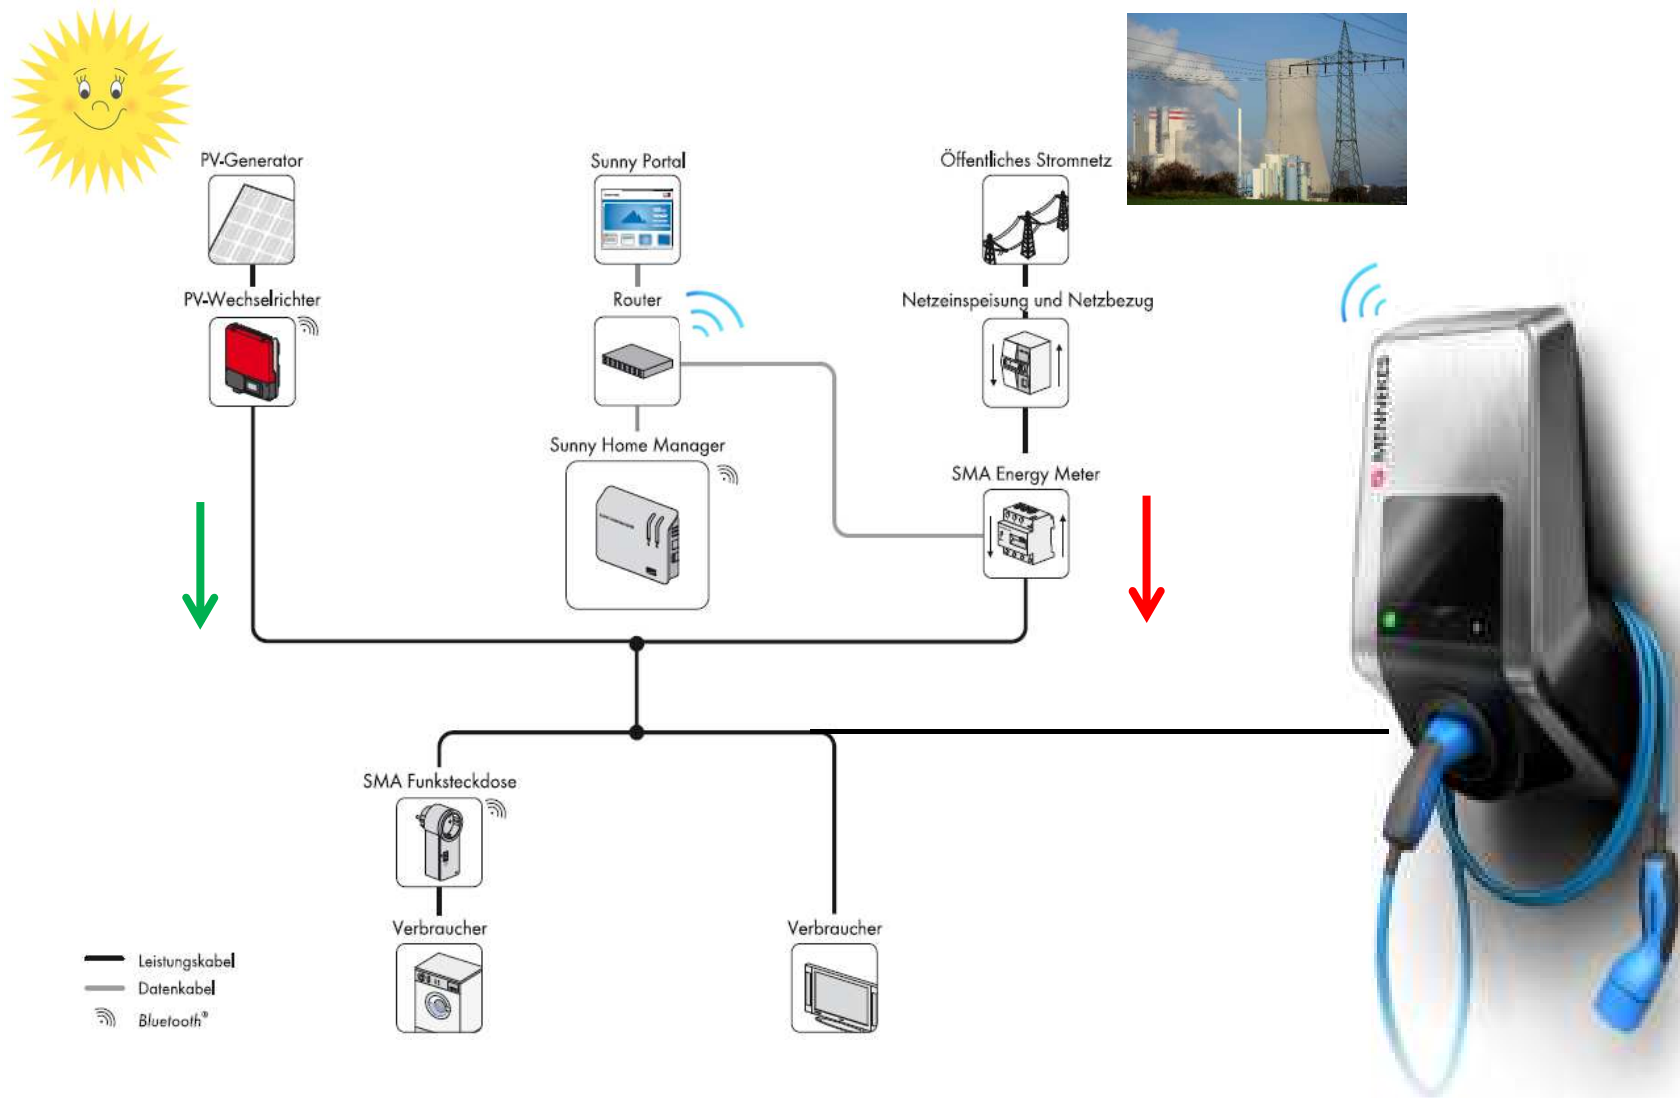 PV-Generator
Sunny Portal
Öffentliches Stromnetz
PV-Wechselrichter
Router
Netzeinspeisung und Netzbezug
Sunny Home Manager
SMA Energy Meter
MENNEKES
SMA Funksteckdose
Verbraucher
Verbraucher
Leistungskabel
Datenkabel
Bluetooth®